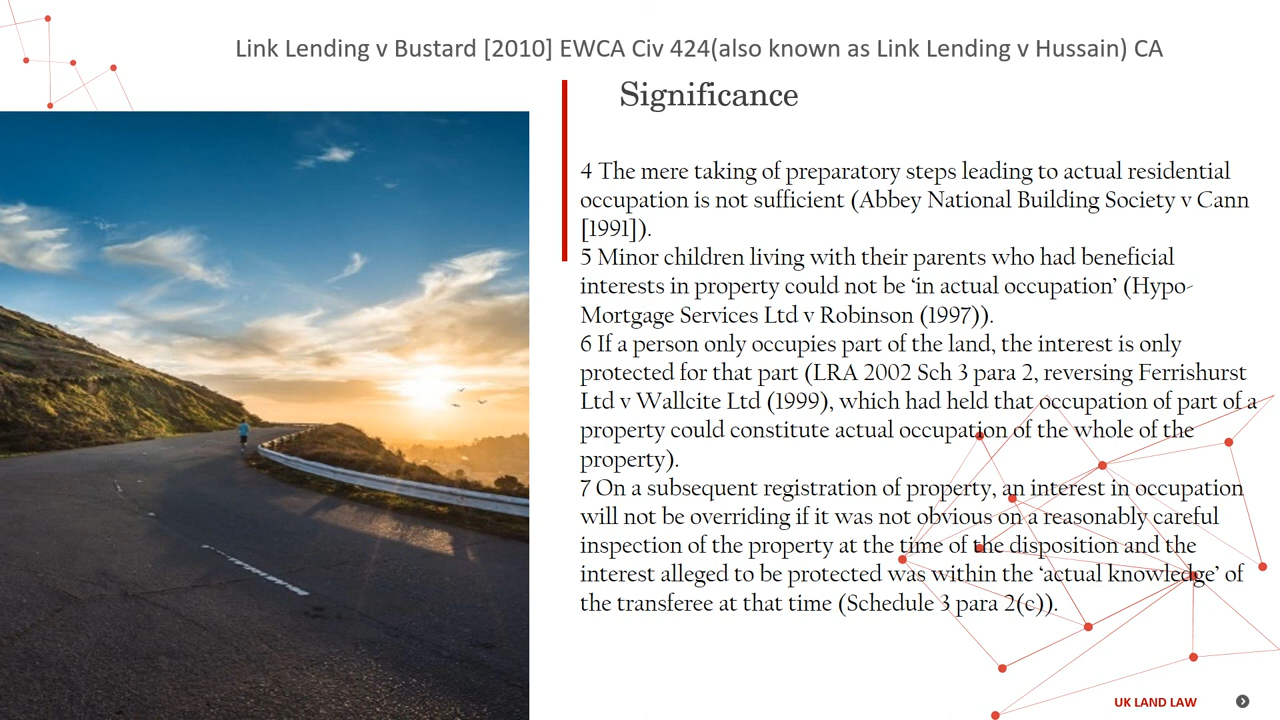 Link Lending v Bustard [2010] EWCA Civ 424(also known as Link Lending v Hussain) CA
Significance
4 The mere taking of preparatory steps leading to actual residential
occupation is not sufficient (Abbey National Building Society v Cann
[1991]).
5 Minor children living with their parents who had beneficial
interests in property could not be ‘in actual occupation’ (Hypo-
Mortgage Services Ltd v Robinson (1997)).
6 If a person only occupies part of the land, the interest is only
protected for that part (LRA 2002 Sch 3 para 2, reversing Ferrishurst
Ltd v Wallcite Ltd (1999), which had held that occupation of part of a
property could constitute actual occupation of the whole of the
property).
7 On a subsequent registration of property, an interest in occupation
will not be overriding if it was not obvious on a reasonably careful
inspection of the property at the time of the disposition and the
interest alleged to be protected was within the ‘actual knowledge’ of
the transferee at that time (Schedule 3 para 2(c)).
UK LAND LAW